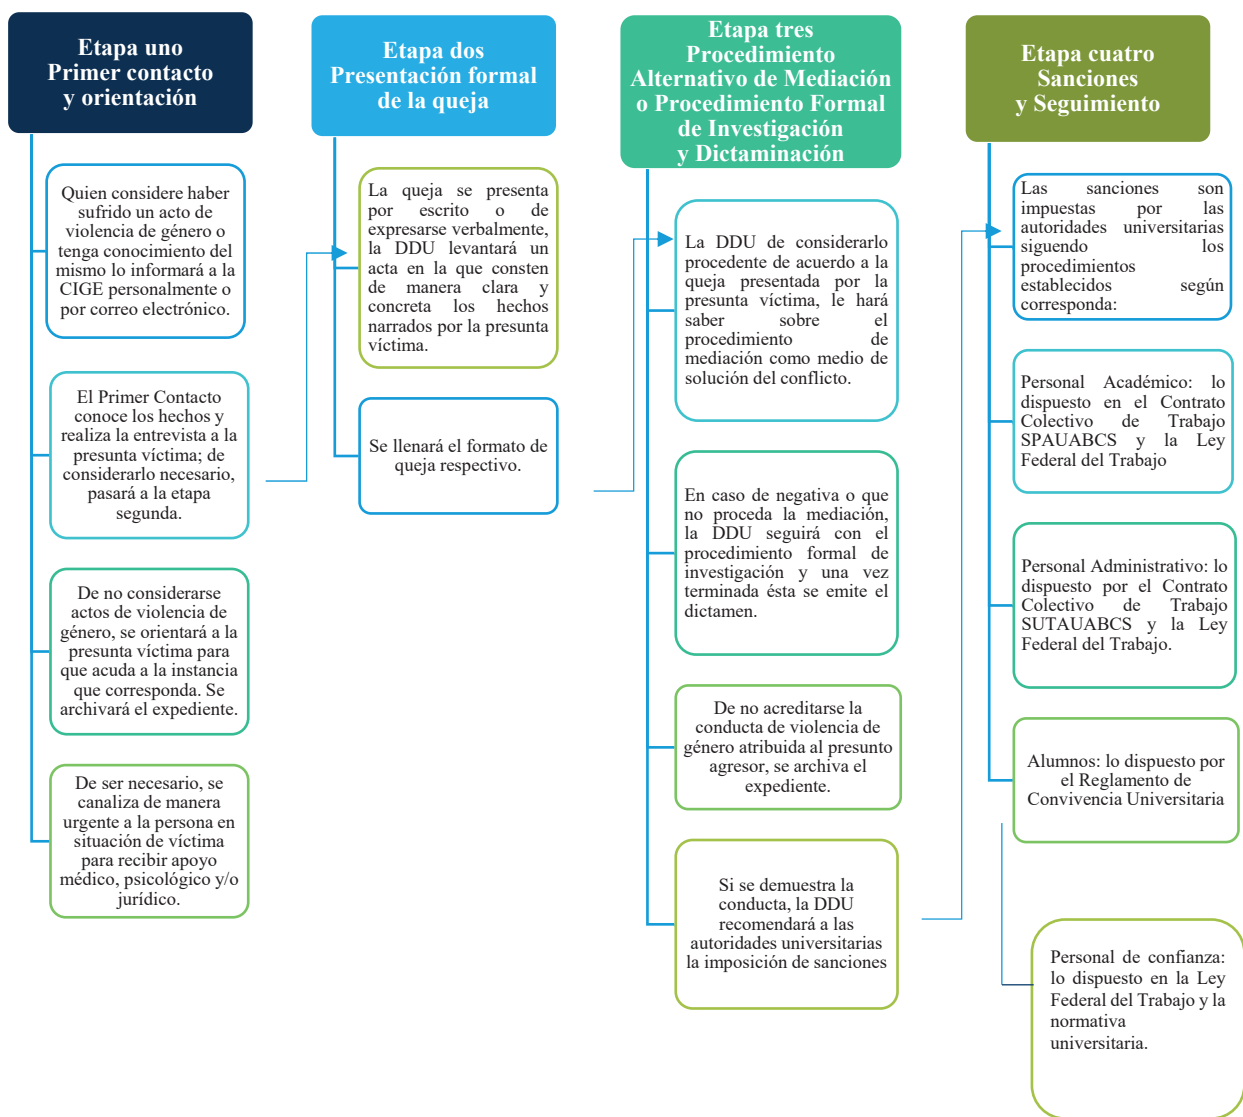 Etapa uno
Primer contacto
y orientación
Quien considere haber
sufrido un acto de
violencia de género o
tenga conocimiento del
mismo lo informará a la
CIGE personalmente o
por correo electrónico.
El Primer Contacto
conoce los hechos y
realiza la entrevista a la
presunta víctima; de
considerarlo necesario,
pasará a la etapa
segunda.
De no considerarse
actos de violencia de
género, se orientará a la
presunta víctima para
que acuda a la instancia
que corresponda. Se
archivará el expediente.
De ser necesario, se
canaliza de manera
urgente a la persona en
situación de víctima
para recibir apoyo
médico, psicológico y/o
jurídico.
Etapa dos
Presentación formal
de la queja
La queja se presenta
por escrito o de
expresarse verbalmente,
la DDU levantará un
acta en la que consten
de manera clara y
concreta los hechos
narrados por la presunta
víctima.
Se llenará el formato de
queja respectivo.
Etapa tres
Procedimiento
Alternativo de Mediación
o Procedimiento Formal
de Investigación
y Dictaminación
La DDU de considerarlo
procedente de acuerdo a la
queja presentada por la
presunta víctima, le hará
saber sobre el
procedimiento de
mediación como medio de
solución del conflicto.
En caso de negativa o que
no proceda la mediación,
la DDU seguirá con el
procedimiento formal de
investigación y una vez
terminada ésta se emite el
dictamen.
De no acreditarse la
conducta de violencia de
género atribuida al presunto
agresor, se archiva el
expediente.
Si se demuestra la
conducta, la DDU
recomendará a las
autoridades universitarias
la imposición de sanciones
Etapa cuatro
Sanciones
y Seguimiento
Las sanciones son
impuestas por las
autoridades universitarias
siguiendo los
procedimientos
establecidos según
corresponda:
Personal Académico: lo
dispuesto en el Contrato
Colectivo de Trabajo
SPAUABCS y la Ley
Federal del Trabajo
Personal Administrativo: lo
dispuesto por el Contrato
Colectivo de Trabajo
SUTAUABCS y la Ley
Federal del Trabajo.
Alumnos: lo dispuesto por
el Reglamento de
Convivencia Universitaria
Personal de confianza:
lo dispuesto en la Ley
Federal del Trabajo y la
normativa
universitaria.